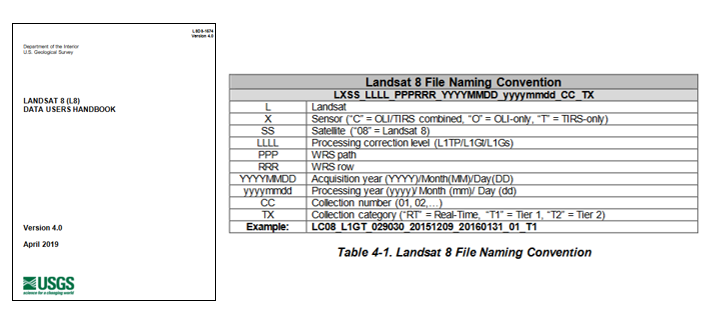 LSDS-1574
Version 4.0
Department of the Interior
U.S. Geological Survey
LANDSAT 8 (L8)
DATA USERS HANDBOOK
Version 4.0
April 2019
USGS
science for a changing world
Landsat 8 File Naming Convention
LXSS_LLLL_PPPRRR_YYYYMMDD_yyyymmdd_CC_TX
L Landsat
X Sensor ("C" = OLI/TIRS combined, "O" = OLI-only, "T" = TIRS-only)
SS Satellite ("08" = Landsat 8)
LLLL Processing correction level (L1TP/L1Gt/L1Gs)
PPP WRS path
RRR WRS row
YYYYMMDD Acquisition year (YYYY)/Month(MM)/Day(DD)
yyyymmdd Processing year (yyyy)/ Month (mm)/ Day (dd)
CC Collection number (01, 02,...)
TX Collection category ("RT" = Real-Time, "T1" = Tier 1, "T2" = Tier 2)
Example: LC08_L1GT_029030_20151209_20160131_01_T1
Table 4-1. Landsat 8 File Naming Convention